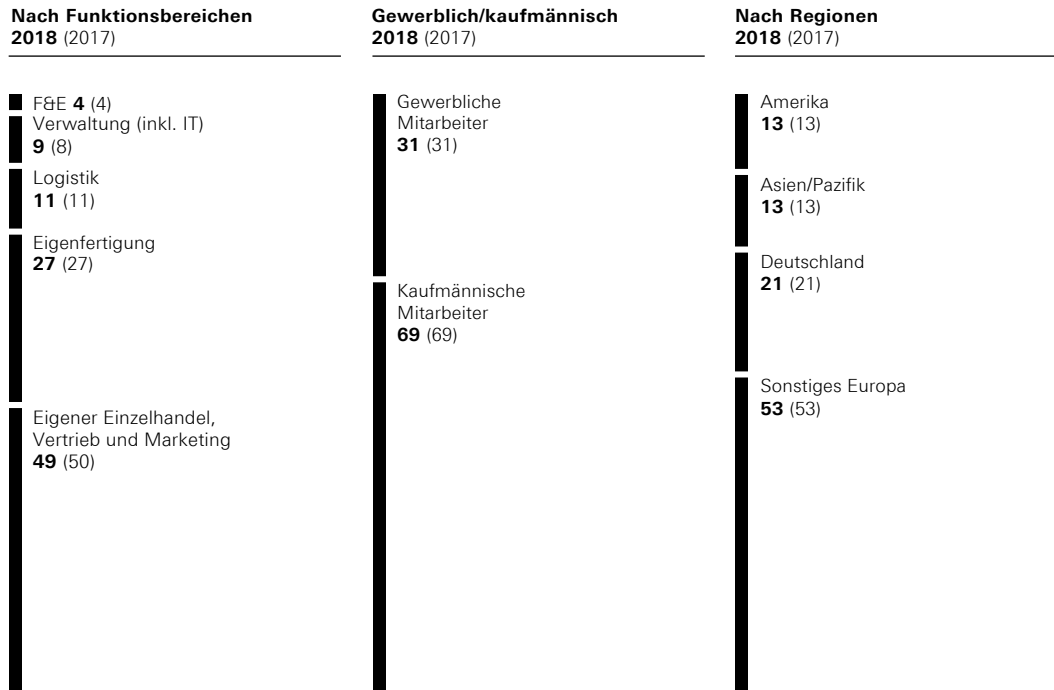 Nach Funktionsbereichen
2018 (2017)
F&E 4 (4)
Verwaltung (inkl. IT)
9 (8)
Logistik
11 (11)
Eigenfertigung
27 (27)
Eigener Einzelhandel,
Vertrieb und Marketing
49 (50)
Gewerblich/kaufmännisch
2018 (2017)
Gewerbliche
Mitarbeiter
31 (31)
Kaufmännische
Mitarbeiter
69 (69)
Nach Regionen
2018 (2017)
Amerika
13 (13)
Asien/Pazifik
13 (13)
Deutschland
21 (21)
Sonstiges Europa
53 (53)